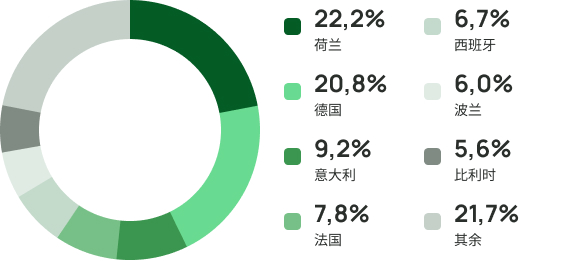 22,2%
荷兰
20,8%
德国
9,2%
意大利
7,8%
法国
6,7%
西班牙
6,0%
波兰
5,6%
比利时
21,7%
其余